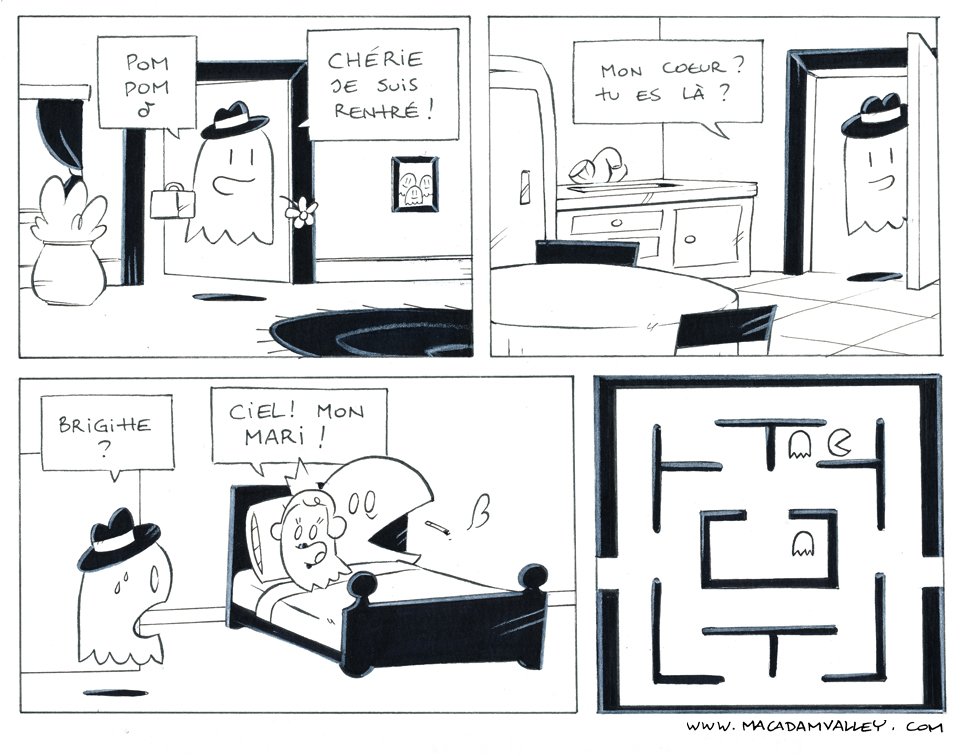 POM
POM
♪
CHÉRIE
JE SUIS
RENTRÉ !
MON COEUR ?
TU ES LÀ ?
BRIGITTE
?
CIEL ! MON
MARI !
WWW.MACADAMVALLEY.COM